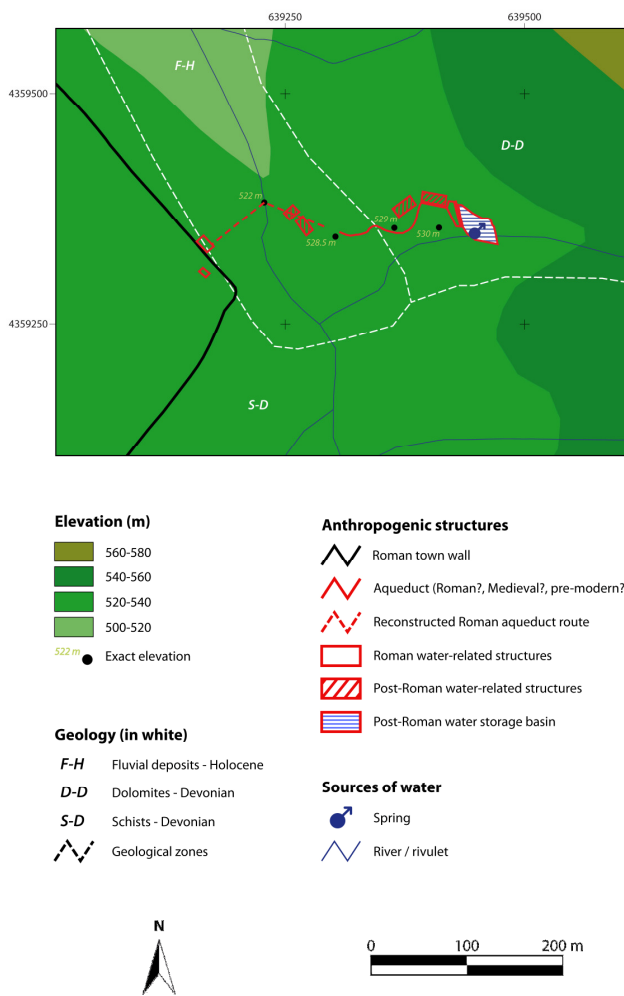 639250
639500
F-H
4359500
D-D
522 m
529 m
528.5 m
530 m
4359250
S-D
Elevation (m)
560-580
540-560
520-540
500-520
522 m
Exact elevation
Geology (in white)
F-H Fluvial deposits - Holocene
D-D Dolomites - Devonian
S-D Schists - Devonian
Geological zones
Anthropogenic structures
Roman town wall
Aqueduct (Roman?, Medieval?, pre-modern?
Reconstructed Roman aqueduct route
Roman water-related structures
Post-Roman water-related structures
Post-Roman water storage basin
Sources of water
Spring
River / rivulet
N
0 100 200 m